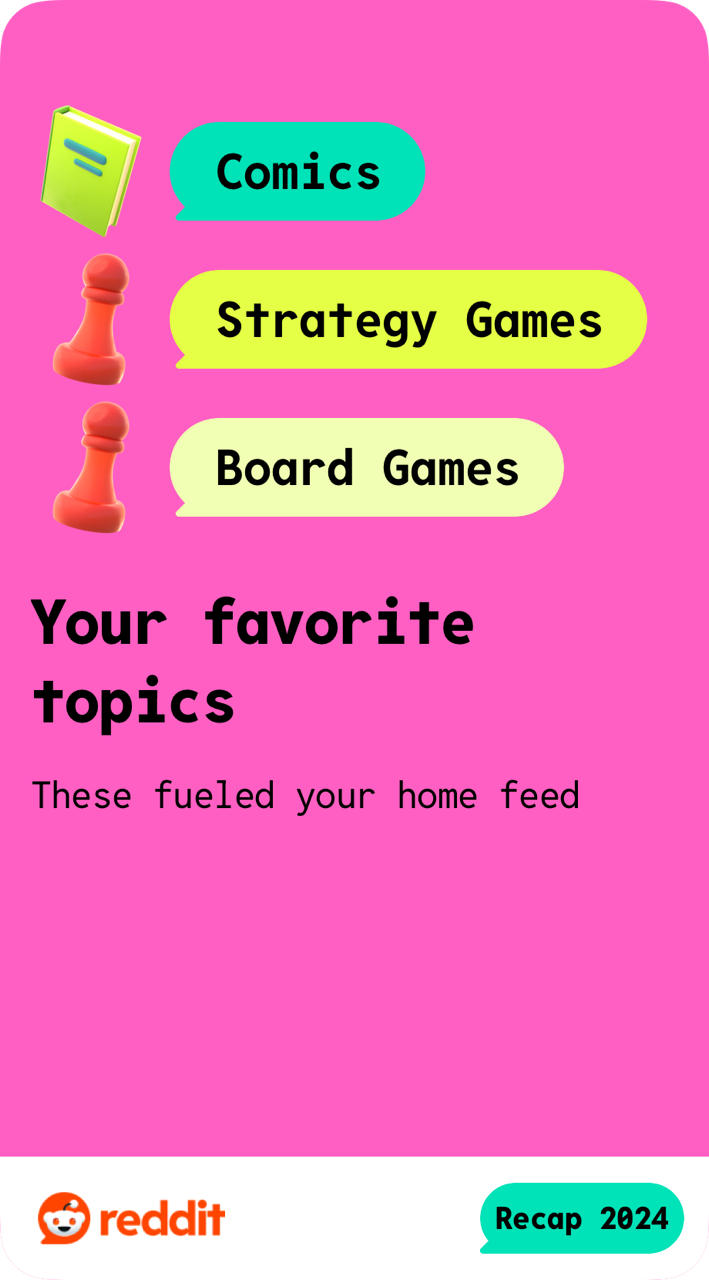 Comics
Strategy Games
Board Games
Your favorite
topics
These fueled your home feed
reddit
Recap 2024